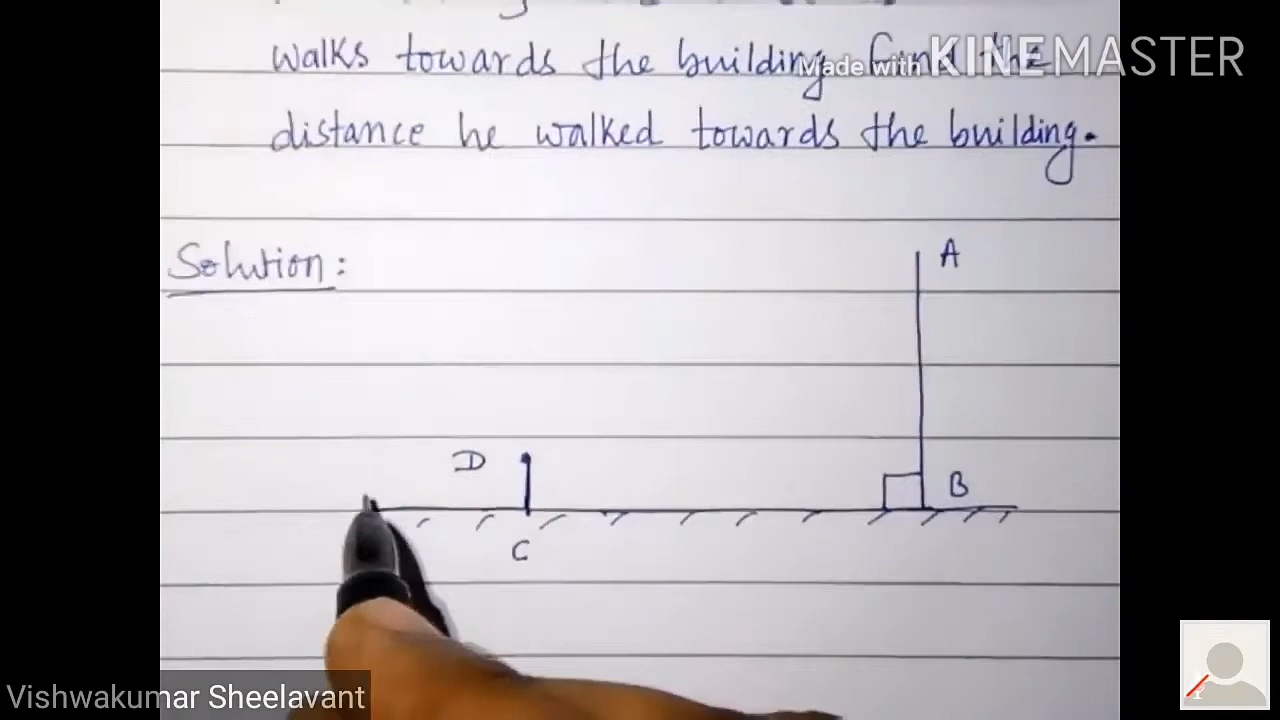 walks towards the building. Find the
distance he walked towards the building.
Made with KINEMASTER
Solution:
A
D
B
C
Vishwakumar Sheelavant